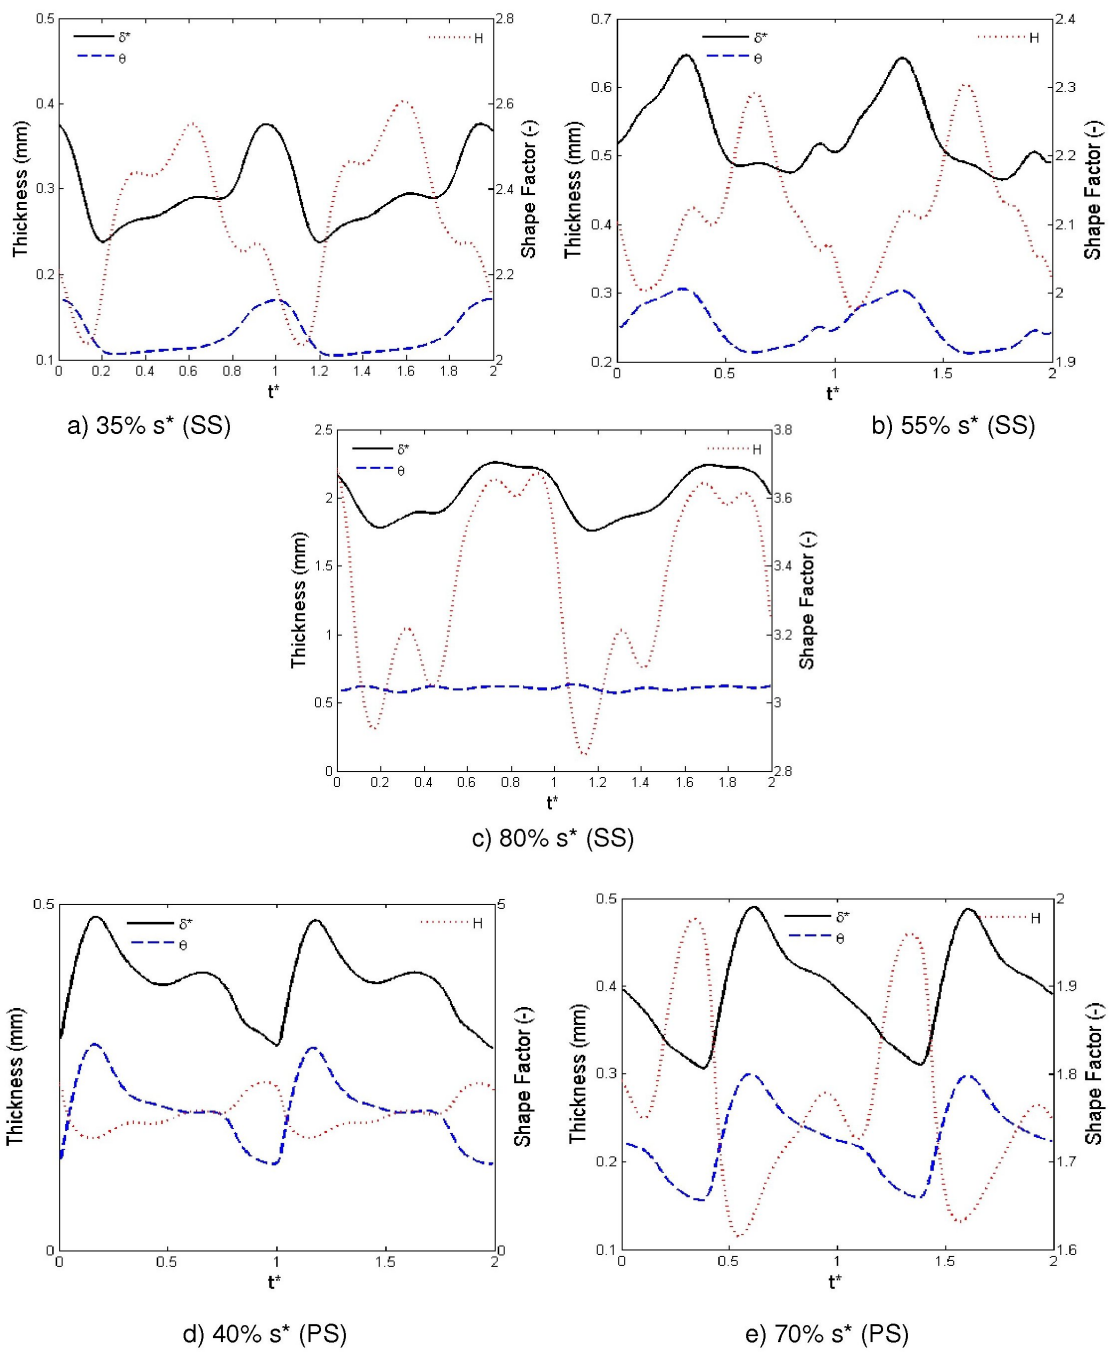 0.5
2.8
δ*
H
θ
0.4
2.6
Thickness (mm)
Shape Factor (-)
0.3
2.4
0.2
2.2
0.1
2
0 0.2 0.4 0.6 0.8 1 1.2 1.4 1.6 1.8 2
t*
a) 35% s* (SS)
0.7
2.4
δ*
H
θ
0.6
2.3
Thickness (mm)
Shape Factor (-)
0.5
2.2
0.4
2.1
0.3
2
0.2
1.9
0 0.5 1 1.5 2
t*
b) 55% s* (SS)
2.5
3.8
δ*
H
θ
2
3.6
Thickness (mm)
Shape Factor (-)
1.5
3.4
1
3.2
0.5
3
0
2.8
0 0.2 0.4 0.6 0.8 1 1.2 1.4 1.6 1.8 2
t*
c) 80% s* (SS)
0.5
5
δ*
H
θ
Thickness (mm)
Shape Factor (-)
0
0
0 0.5 1 1.5 2
t*
d) 40% s* (PS)
0.5
2
δ*
H
θ
0.4
1.9
Thickness (mm)
Shape Factor (-)
0.3
1.8
0.2
1.7
0.1
1.6
0 0.5 1 1.5 2
t*
e) 70% s* (PS)